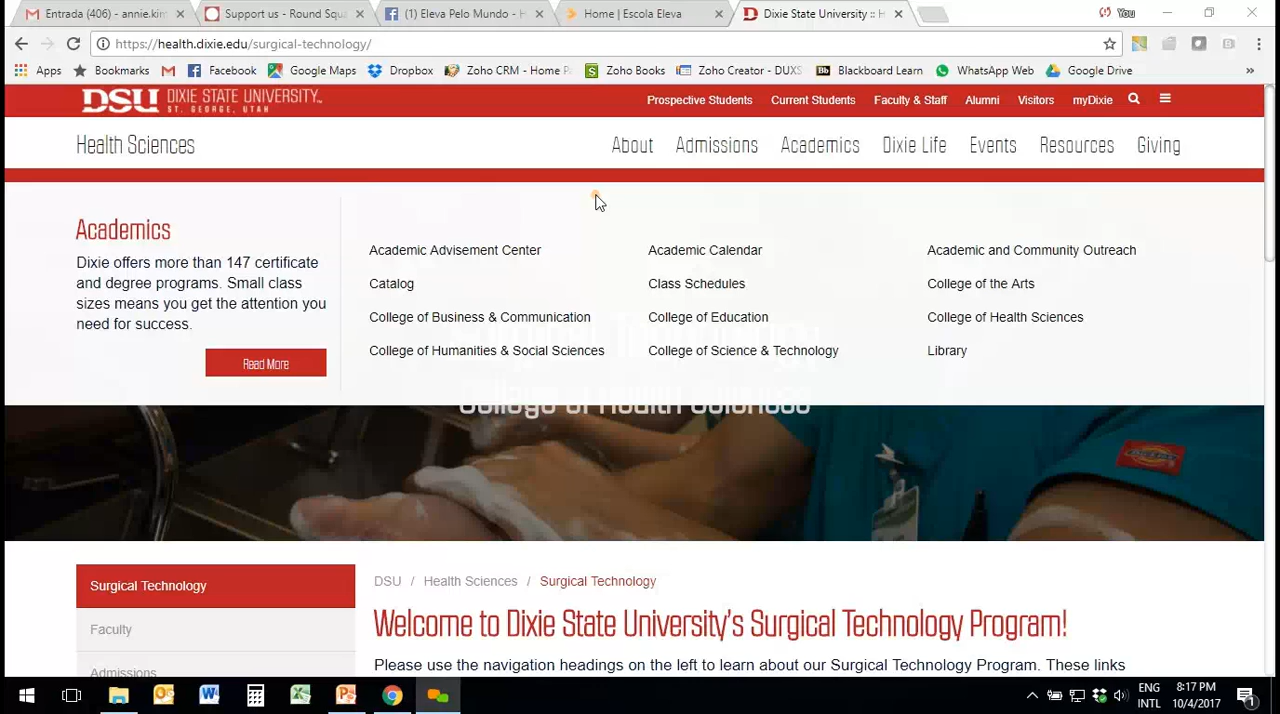 Entrada (406) - annie.kim
Support us - Round Squa
(1) Eleva Pelo Mundo - H
Home | Escola Eleva
Dixie State University :: H
You
https://health.dixie.edu/surgical-technology/
Apps
Bookmarks
Facebook
Google Maps
Dropbox
Zoho CRM - Home P
Zoho Books
Zoho Creator - DUXS
Bb
Blackboard Learn
WhatsApp Web
Google Drive
»
DSU DIXIE STATE UNIVERSITY
ST. GEORGE, UTAH
Prospective Students
Current Students
Faculty & Staff
Alumni
Visitors
myDixie
Health Sciences
About
Admissions
Academics
Dixie Life
Events
Resources
Giving
Academics
Dixie offers more than 147 certificate
and degree programs. Small class
sizes means you get the attention you
need for success.
Read More
Academic Advisement Center
Academic Calendar
Academic and Community Outreach
Catalog
Class Schedules
College of the Arts
College of Business & Communication
College of Education
College of Health Sciences
College of Humanities & Social Sciences
College of Science & Technology
Library
College of Health Sciences
Dickies
Surgical Technology
Faculty
Admissions
DSU / Health Sciences / Surgical Technology
Welcome to Dixie State University's Surgical Technology Program!
Please use the navigation headings on the left to learn about our Surgical Technology Program. These links
ENG
INTL
8:17 PM
10/4/2017
1